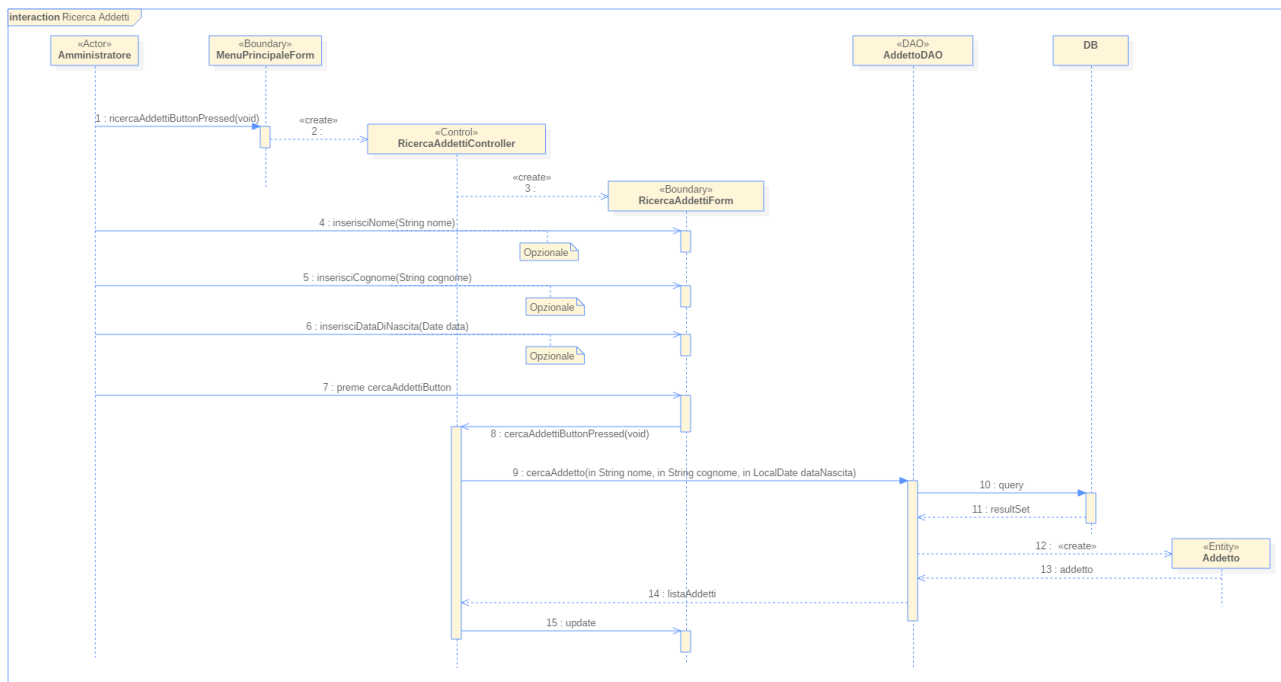 interaction Ricerca Addetti
«Actor»
Amministratore
«Boundary»
MenuPrincipaleForm
«DAO»
AddettoDAO
DB
1 : ricercaAddettiButtonPressed(void)
«create»
2 :
«Control»
RicercaAddettiController
«create»
3 :
«Boundary»
RicercaAddettiForm
4 : inserisciNome(String nome)
Opzionale
5 : inserisciCognome(String cognome)
Opzionale
6 : inserisciDataDiNascita(Date data)
Opzionale
7 : preme cercaAddettiButton
8 : cercaAddettiButtonPressed(void)
9 : cercaAddetto(in String nome, in String cognome, in LocalDate dataNascita)
10 : query
11 : resultSet
12 : «create»
«Entity»
Addetto
13 : addetto
14 : listaAddetti
15 : update